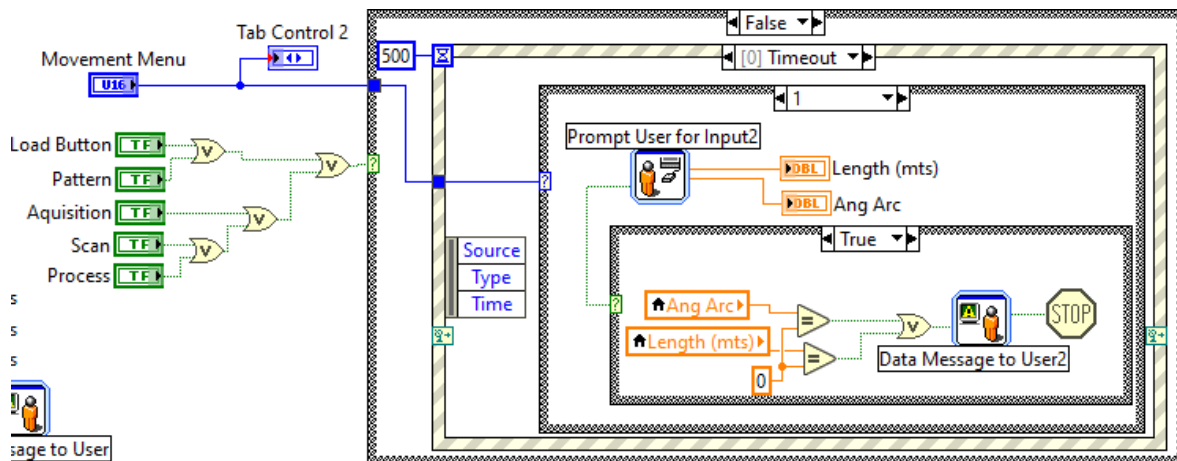 False
Tab Control 2
500
[0] Timeout
Movement Menu
U16
1
Load Button TF
V
Prompt User for Input2
V
DBL Length (mts)
Pattern TF
DBL Ang Arc
Aquisition TF
V
True
Scan TF
V
Source
Process TF
Type
Time
Ang Arc
=
V
A
STOP
s
Length (mts)
=
s
Data Message to User2
s
0
sage to User